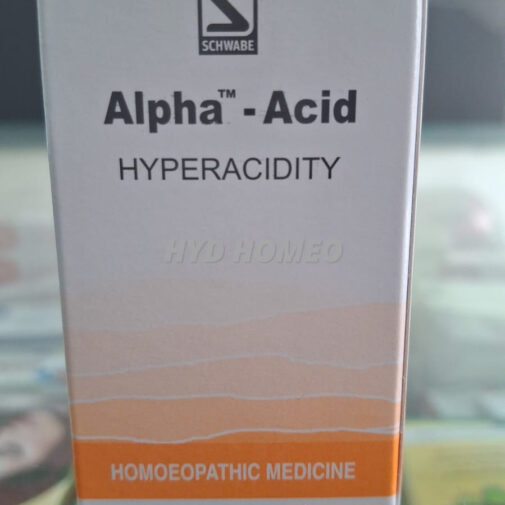 SCHWABE
Alpha™ - Acid
HYPERACIDITY
HYD HOMEO
HOMOEOPATHIC MEDICINE